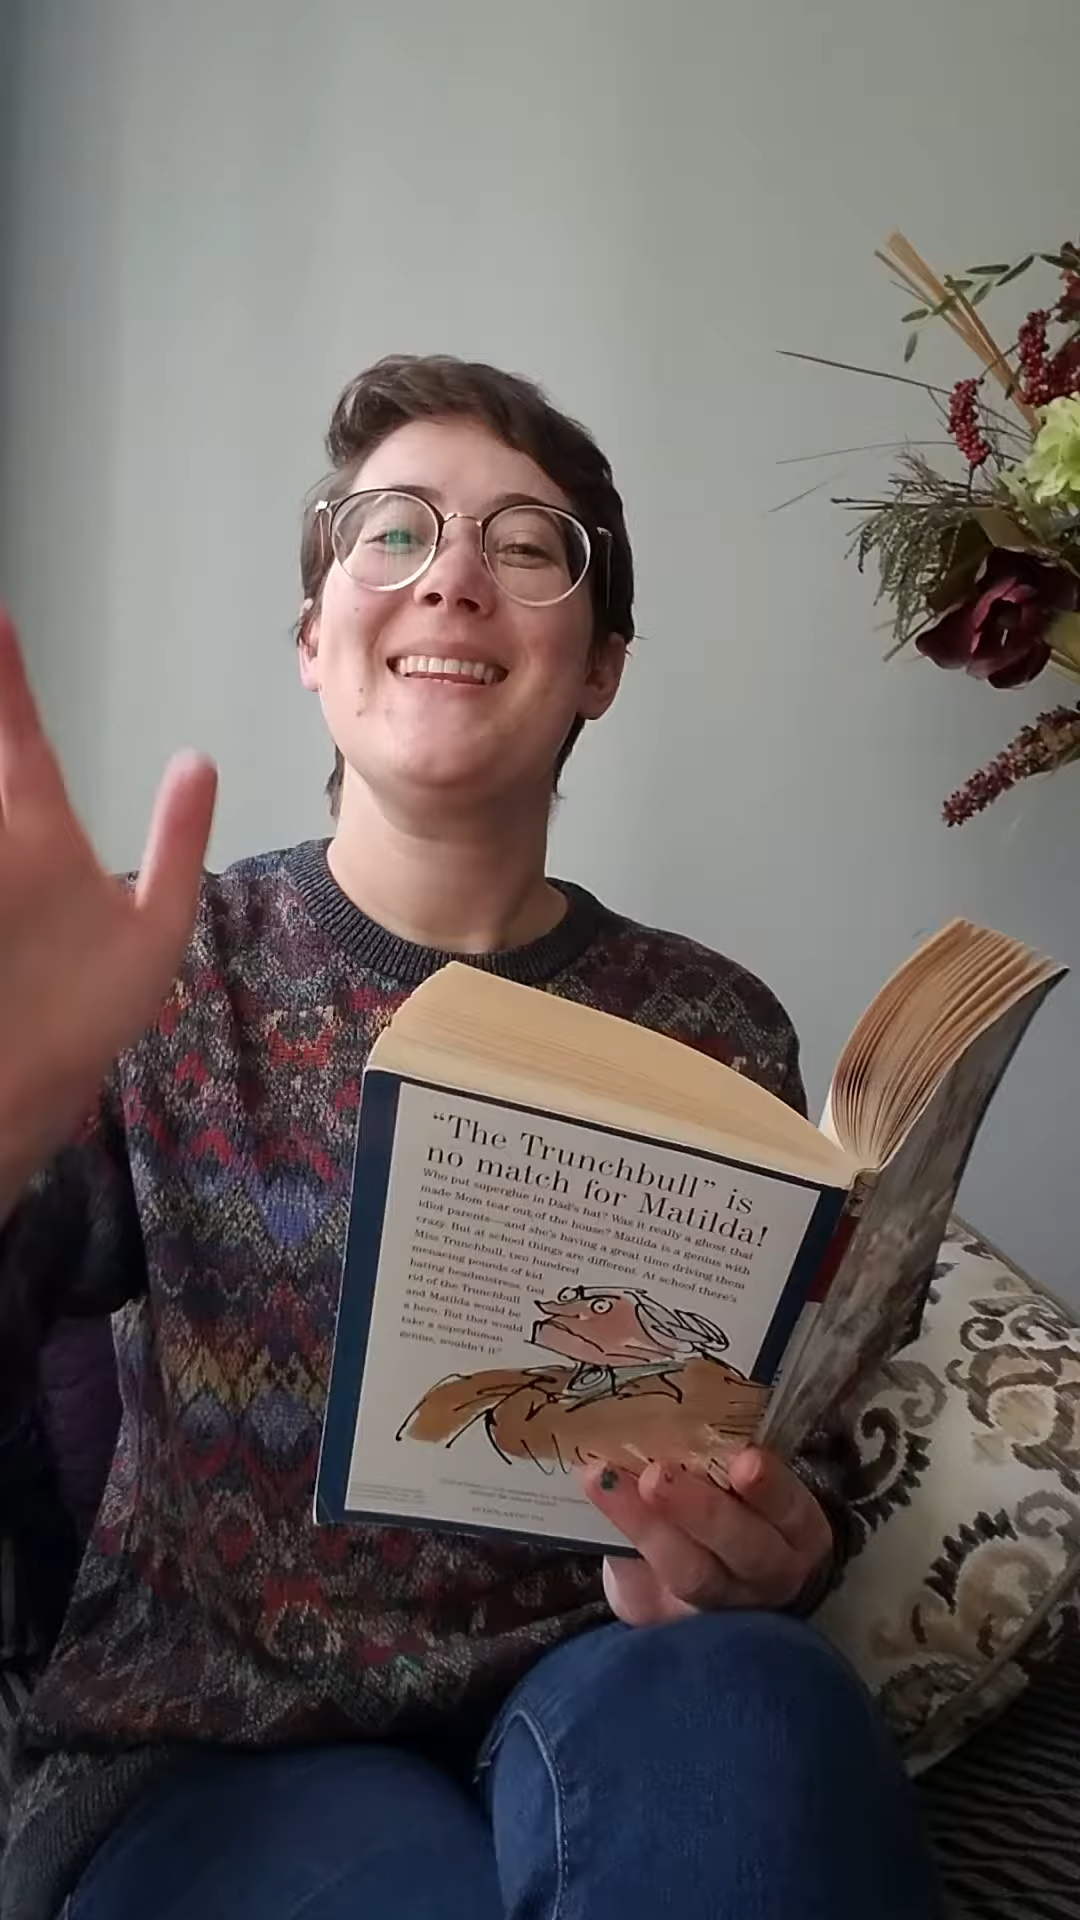 “The Trunchbull” is
no match for Matilda!
Who put superglue in Dad's hat? Was it really a ghost that
made Mom tear out of the house? Matilda is a genius with
idiot parents—and she's having a great time driving them
crazy. But at school things are different. At school there's
Miss Trunchbull, two hundred
menacing pounds of kid
hating headmistress. Get
rid of the Trunchbull
and Matilda would be
a hero. But that would
take a superhuman
genius, wouldn't it?
SCHOLASTIC INC.